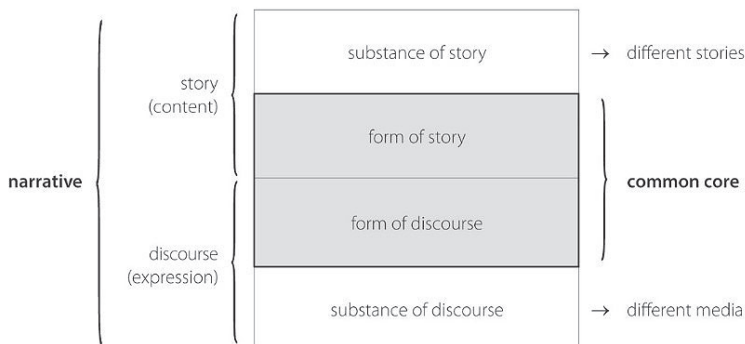 substance of story → different stories
story
(content)
form of story
narrative
common core
form of discourse
discourse
(expression)
substance of discourse → different media